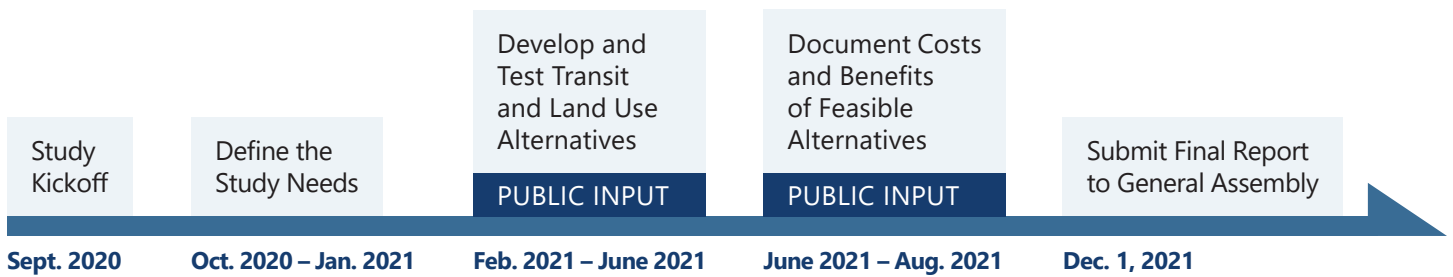 Study
Kickoff
Define the
Study Needs
Develop and
Test Transit
and Land Use
Alternatives
PUBLIC INPUT
Document Costs
and Benefits
of Feasible
Alternatives
PUBLIC INPUT
Submit Final Report
to General Assembly
Sept. 2020
Oct. 2020 – Jan. 2021
Feb. 2021 – June 2021
June 2021 – Aug. 2021
Dec. 1, 2021